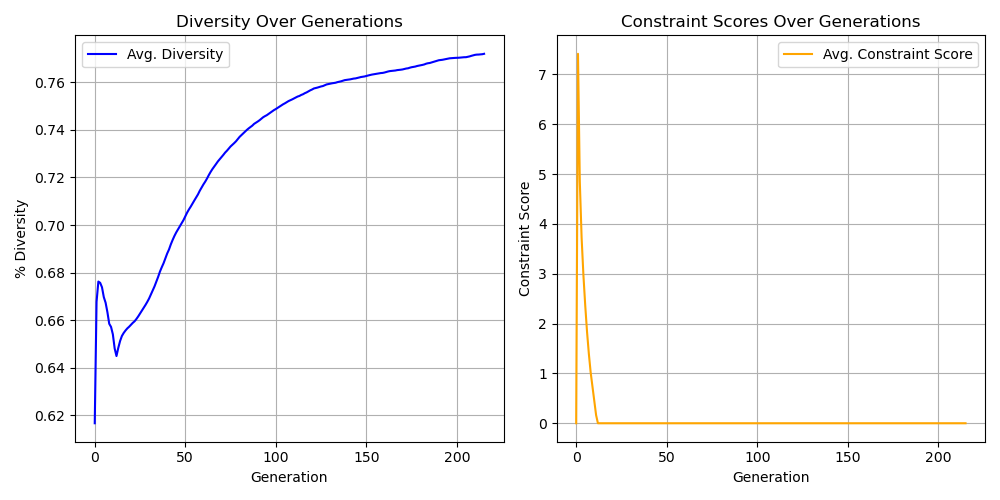 Diversity Over Generations
Avg. Diversity
% Diversity
0.76
0.74
0.72
0.70
0.68
0.66
0.64
0.62
0 50 100 150 200
Generation
Constraint Scores Over Generations
Avg. Constraint Score
Constraint Score
7
6
5
4
3
2
1
0
0 50 100 150 200
Generation